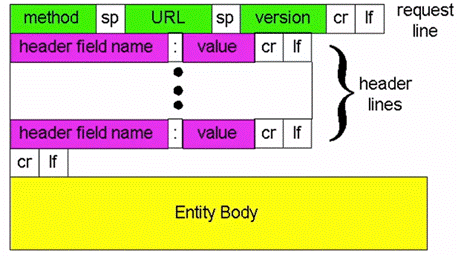 method sp URL sp version cr lf request line
header field name : value cr lf
header lines
header field name : value cr lf
cr lf
Entity Body